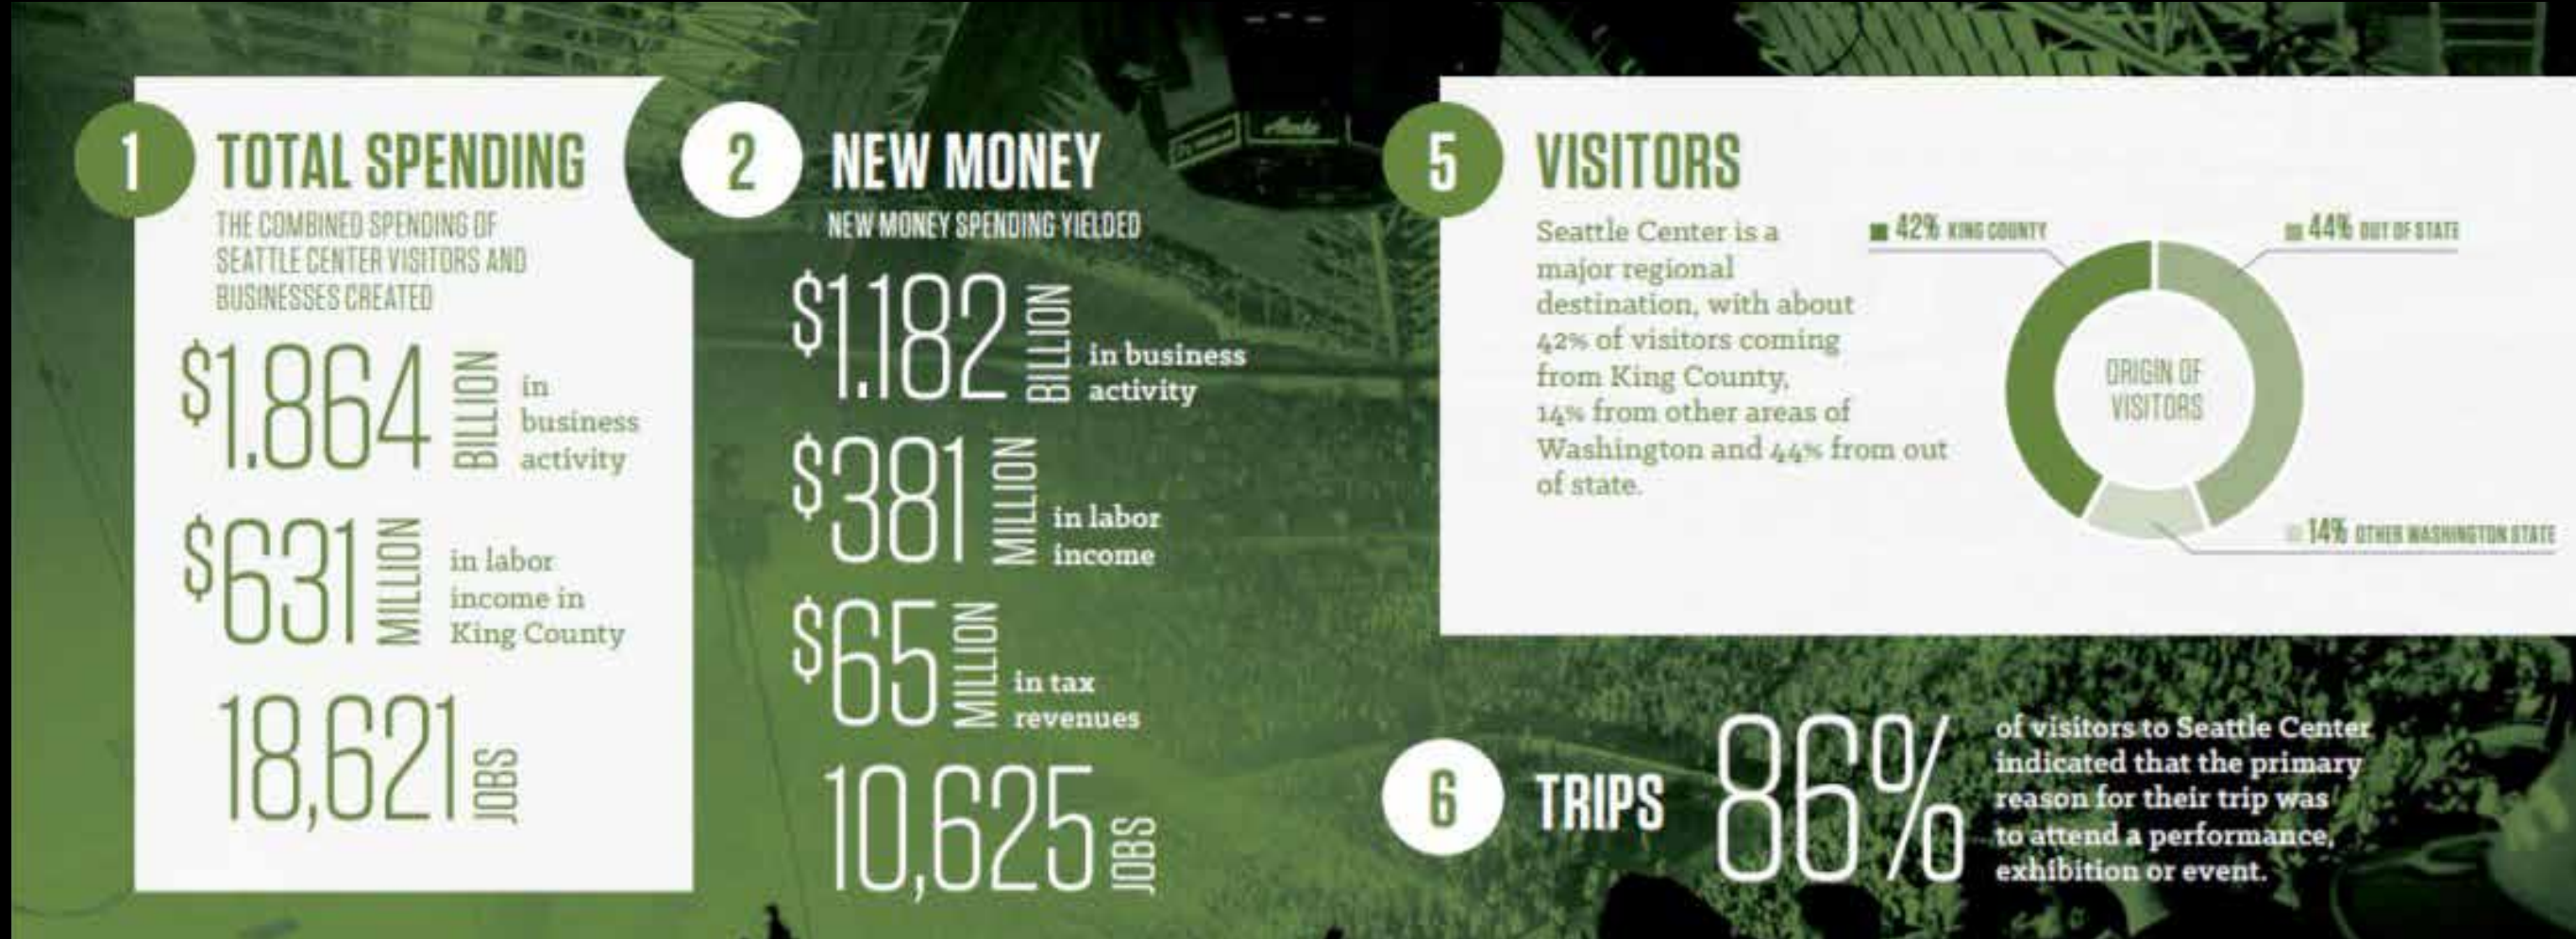 1
TOTAL SPENDING
THE COMBINED SPENDING OF
SEATTLE CENTER VISITORS AND
BUSINESSES CREATED
$1.864 BILLION
in
business
activity
$631 MILLION
in labor
income in
King County
18,621 JOBS
2
NEW MONEY
NEW MONEY SPENDING YIELDED
$1.182 BILLION
in business
activity
$381 MILLION
in labor
income
$65 MILLION
in tax
revenues
10,625 JOBS
5
VISITORS
Seattle Center is a
major regional
destination, with about
42% of visitors coming
from King County,
14% from other areas of
Washington and 44% from out
of state.
42% KING COUNTY
44% OUT OF STATE
ORIGIN OF
VISITORS
14% OTHER WASHINGTON STATE
6
TRIPS
86%
of visitors to Seattle Center
indicated that the primary
reason for their trip was
to attend a performance,
exhibition or event.